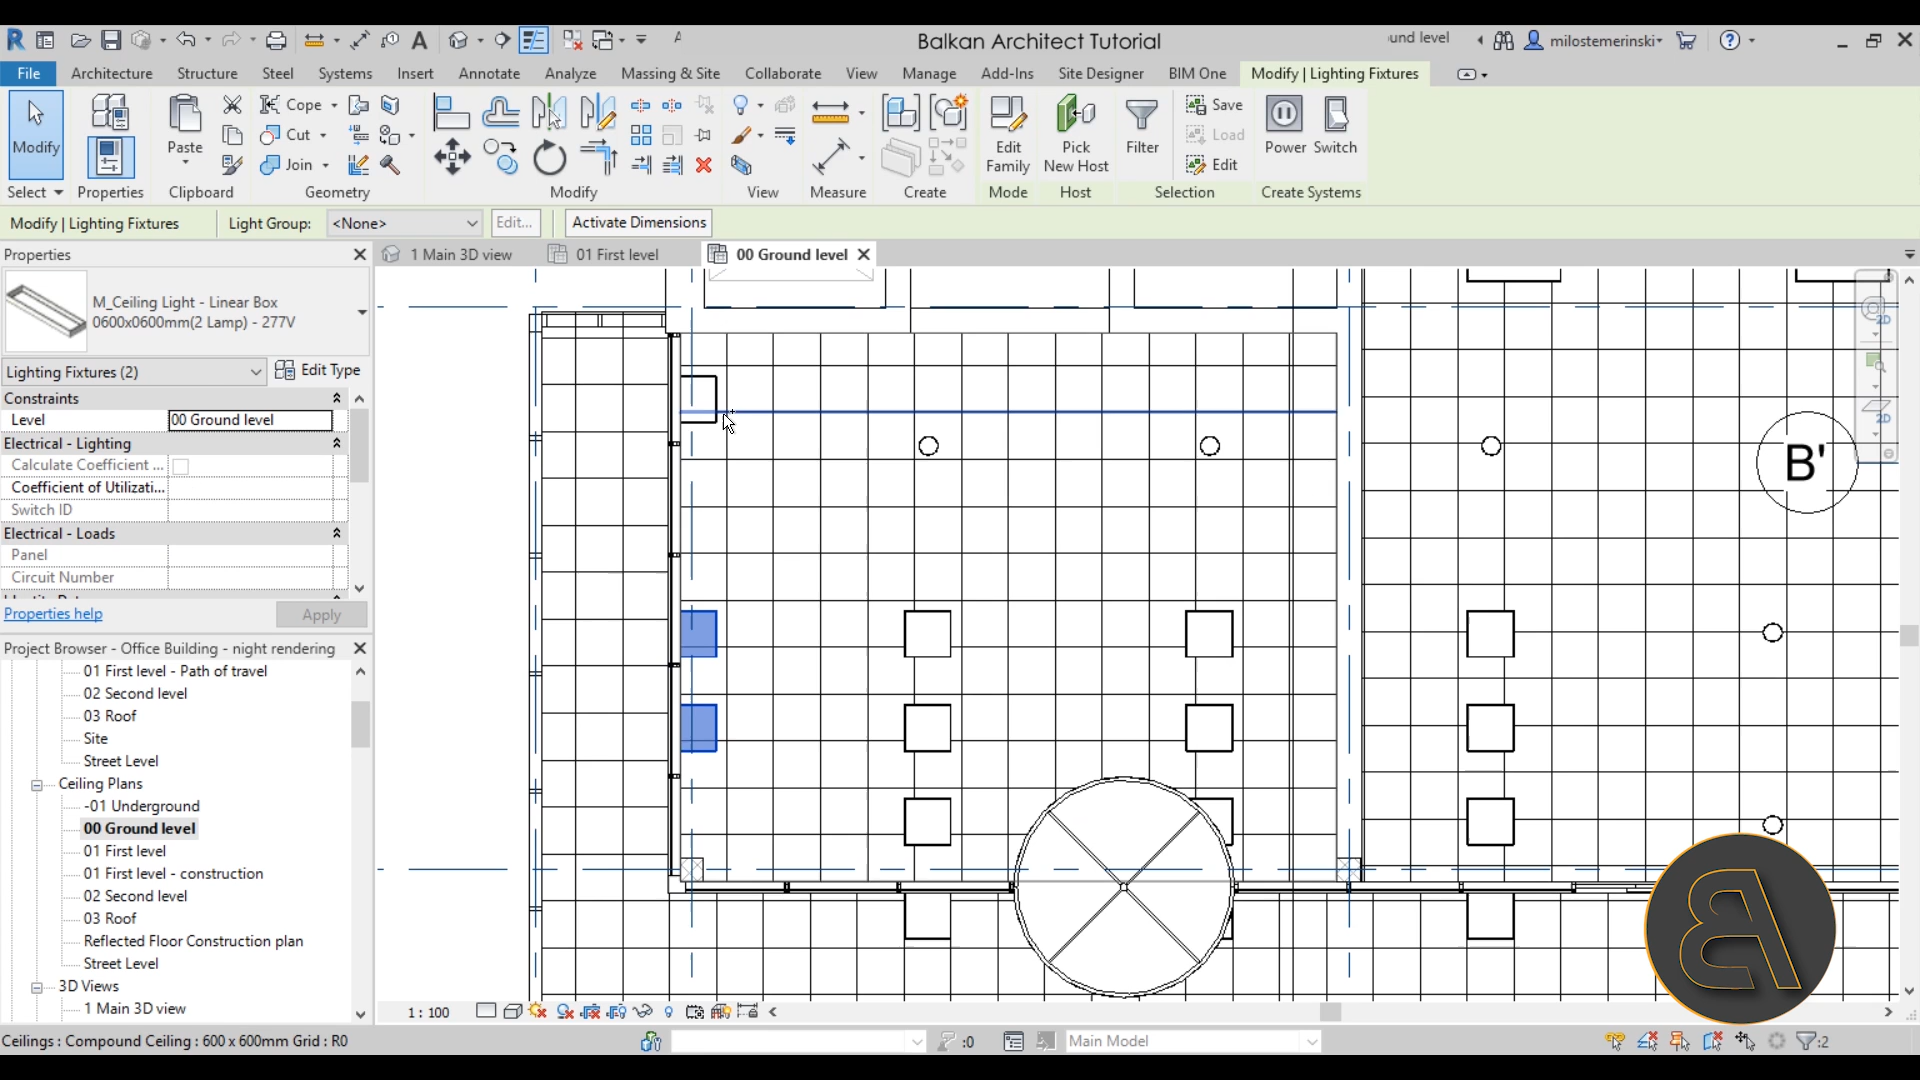 Balkan Architect Tutorial
und level
milostemerinski
File
Architecture
Structure
Steel
Systems
Insert
Annotate
Analyze
Massing & Site
Collaborate
View
Manage
Add-Ins
Site Designer
BIM One
Modify | Lighting Fixtures
Cope
Cut
Join
Save
Load
Edit
Modify
Paste
Edit
Family
Pick
New Host
Filter
Power
Switch
Select
Properties
Clipboard
Geometry
Modify
View
Measure
Create
Mode
Host
Selection
Create Systems
Modify | Lighting Fixtures
Light Group:
<None>
Edit...
Activate Dimensions
Properties
1 Main 3D view
01 First level
00 Ground level
M_Ceiling Light - Linear Box
0600x0600mm(2 Lamp) - 277V
Lighting Fixtures (2)
Edit Type
Constraints
Level
00 Ground level
Electrical - Lighting
Calculate Coefficient ...
Coefficient of Utilizati...
Switch ID
Electrical - Loads
Panel
Circuit Number
Properties help
Apply
Project Browser - Office Building - night rendering
01 First level - Path of travel
02 Second level
03 Roof
Site
Street Level
Ceiling Plans
-01 Underground
00 Ground level
01 First level
01 First level - construction
02 Second level
03 Roof
Reflected Floor Construction plan
Street Level
3D Views
1 Main 3D view
2D
2D
B'
1 : 100
Ceilings : Compound Ceiling : 600 x 600mm Grid : R0
:0
Main Model
:2